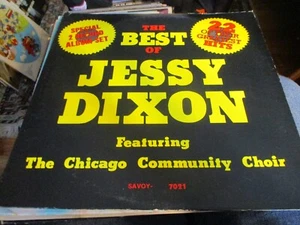 SPECIAL
ALBUM SET
THE
BEST
OF
22
GREATEST
HITS
JESSY
DIXON
Featuring
The Chicago Community Choir
SAVOY- 7021